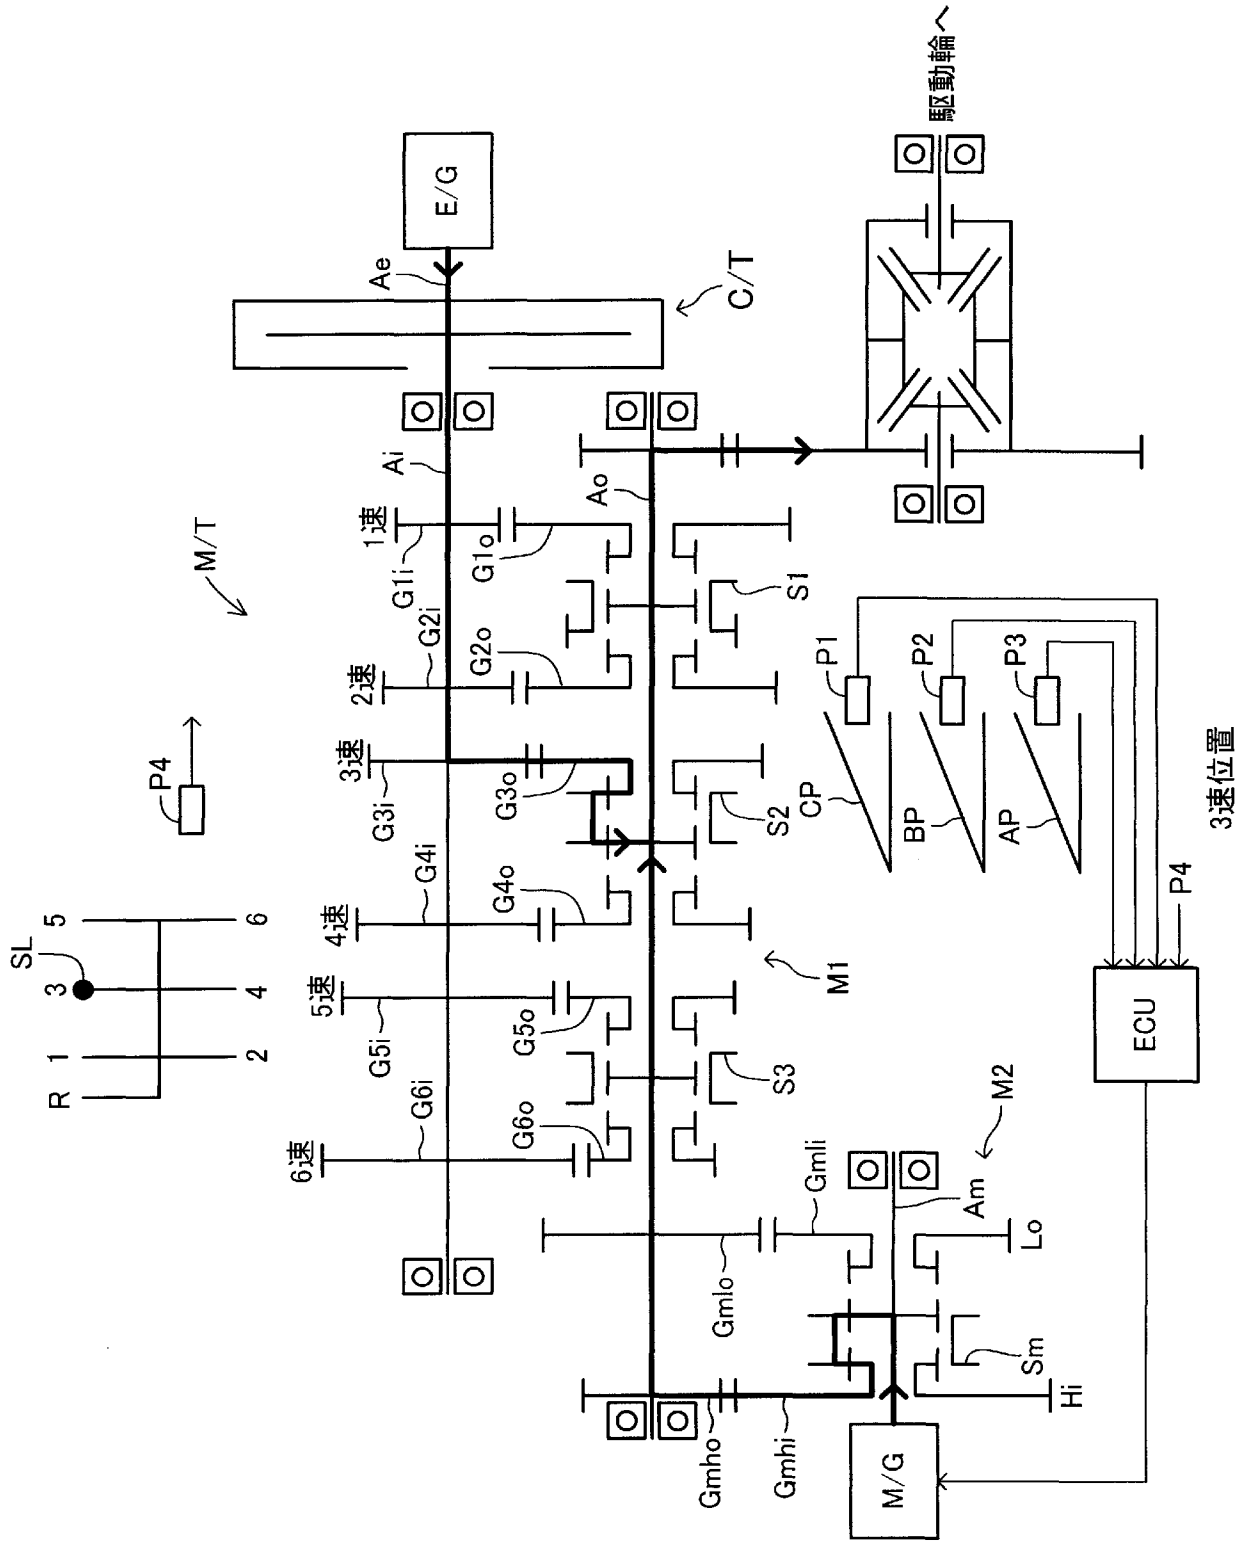 SL
R 1 3 5
2 4 6
P4
M/T
E/G
Ae
C/T
Ai
Ao
6速 5速 4速 3速 2速 1速
G6i G5i G4i G3i G2i G1i
G6o G5o G4o G3o G2o G1o
S3 S2 S1
M1
駆動輪へ
Gmlo
Gmli
Gmho
Gmhi
Am
M2
Lo
Sm
Hi
M/G
ECU
P4
CP
P1
BP
P2
AP
P3
3速位置